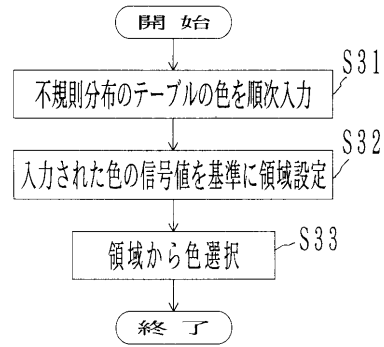 開 始
不規則分布のテーブルの色を順次入力
S31
入力された色の信号値を基準に領域設定
S32
領域から色選択
S33
終 了